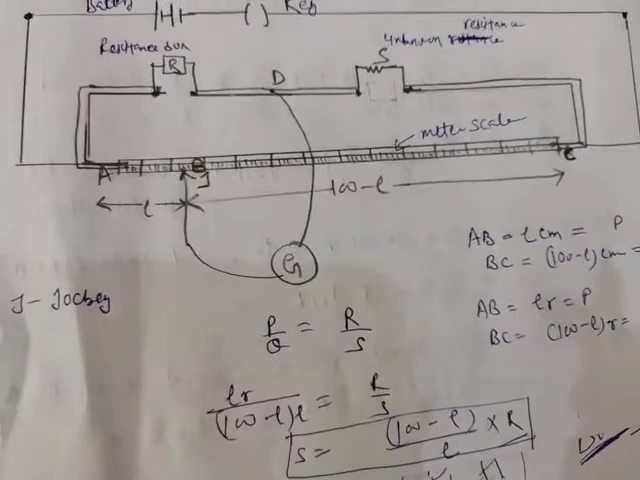 Battery Key
resistance
Resistance Box unknown
R S
D
meter scale
A B C
J
l 100-l
G
AB = l cm = P
BC = (100-l) cm =
J - Jockey
AB = lr = P
BC = (100-l) r =
P/Q = R/S
lr/(100-l)r = R/S
S = (100-l)/l × R